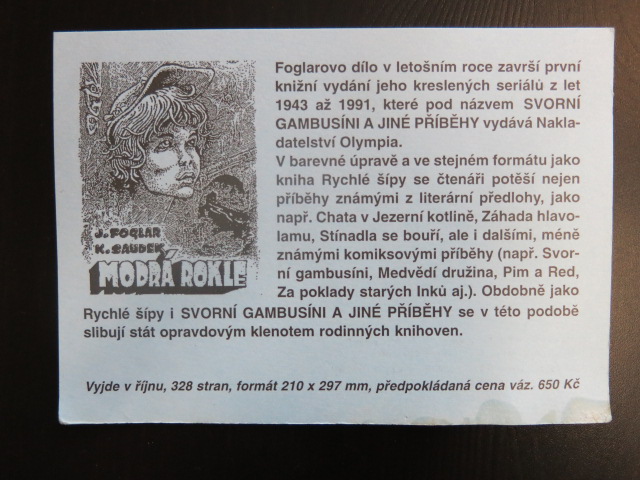 J. FOGLAR
K. SAUDEK
MODRÁ ROKLE
Foglarovo dílo v letošním roce završí první
knižní vydání jeho kreslených seriálů z let
1943 až 1991, které pod názvem SVORNÍ
GAMBUSÍNI A JINÉ PŘÍBĚHY vydává Nakla-
datelství Olympia.
V barevné úpravě a ve stejném formátu jako
kniha Rychlé šípy se čtenáři potěší nejen
příběhy známými z literární předlohy, jako
např. Chata v Jezerní kotlině, Záhada hlavo-
lamu, Stínadla se bouří, ale i dalšími, méně
známými komiksovými příběhy (např. Svor-
ní gambusíni, Medvědí družina, Pim a Red,
Za poklady starých Inků aj.). Obdobně jako
Rychlé šípy i SVORNÍ GAMBUSÍNI A JINÉ PŘÍBĚHY se v této podobě
slibují stát opravdovým klenotem rodinných knihoven.
Vyjde v říjnu, 328 stran, formát 210 x 297 mm, předpokládaná cena váz. 650 Kč